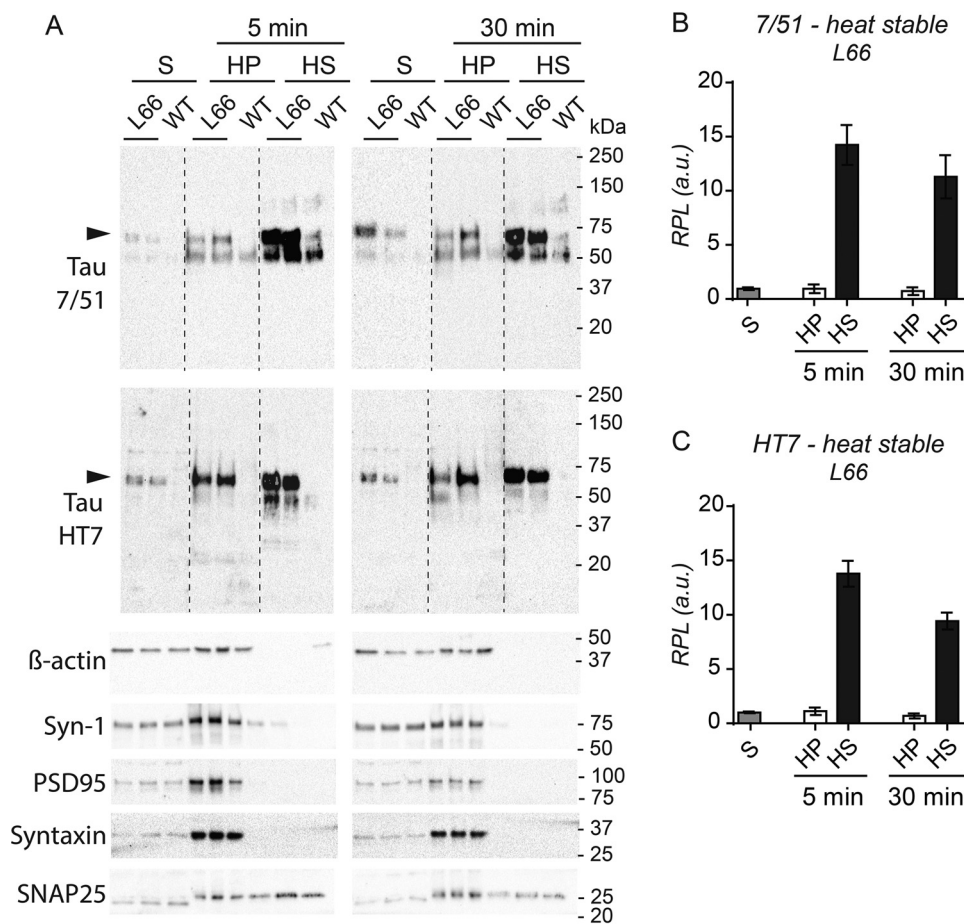 A
5 min
30 min
S HP HS S HP HS
L66 WT L66 WT L66 WT L66 WT L66 WT L66 WT
kDa
- 250
- 150
- 75
- 50
- 37
- 20
Tau
7/51
- 250
- 150
- 75
- 50
- 37
- 20
Tau
HT7
ß-actin
- 50
- 37
Syn-1
- 75
- 50
PSD95
- 100
- 75
Syntaxin
- 37
- 25
SNAP25
- 25
- 20
B
7/51 - heat stable
L66
RPL (a.u.)
20
15
10
5
0
S HP HS HP HS
5 min 30 min
C
HT7 - heat stable
L66
RPL (a.u.)
20
15
10
5
0
S HP HS HP HS
5 min 30 min